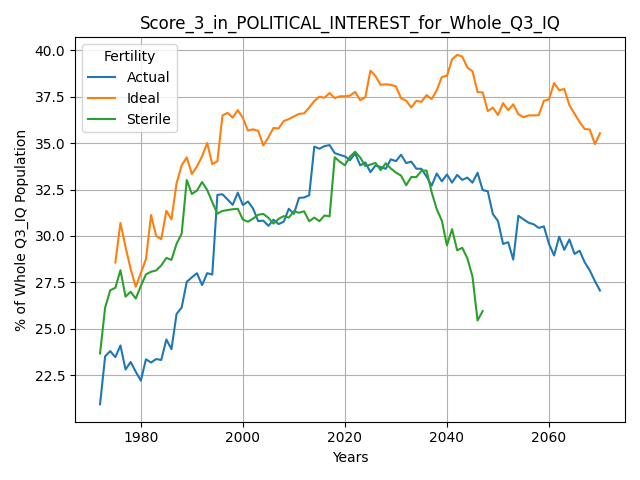 Score_3_in_POLITICAL_INTEREST_for_Whole_Q3_IQ
Fertility
Actual
Ideal
Sterile
% of Whole Q3_IQ Population
40.0
37.5
35.0
32.5
30.0
27.5
25.0
22.5
1980 2000 2020 2040 2060
Years